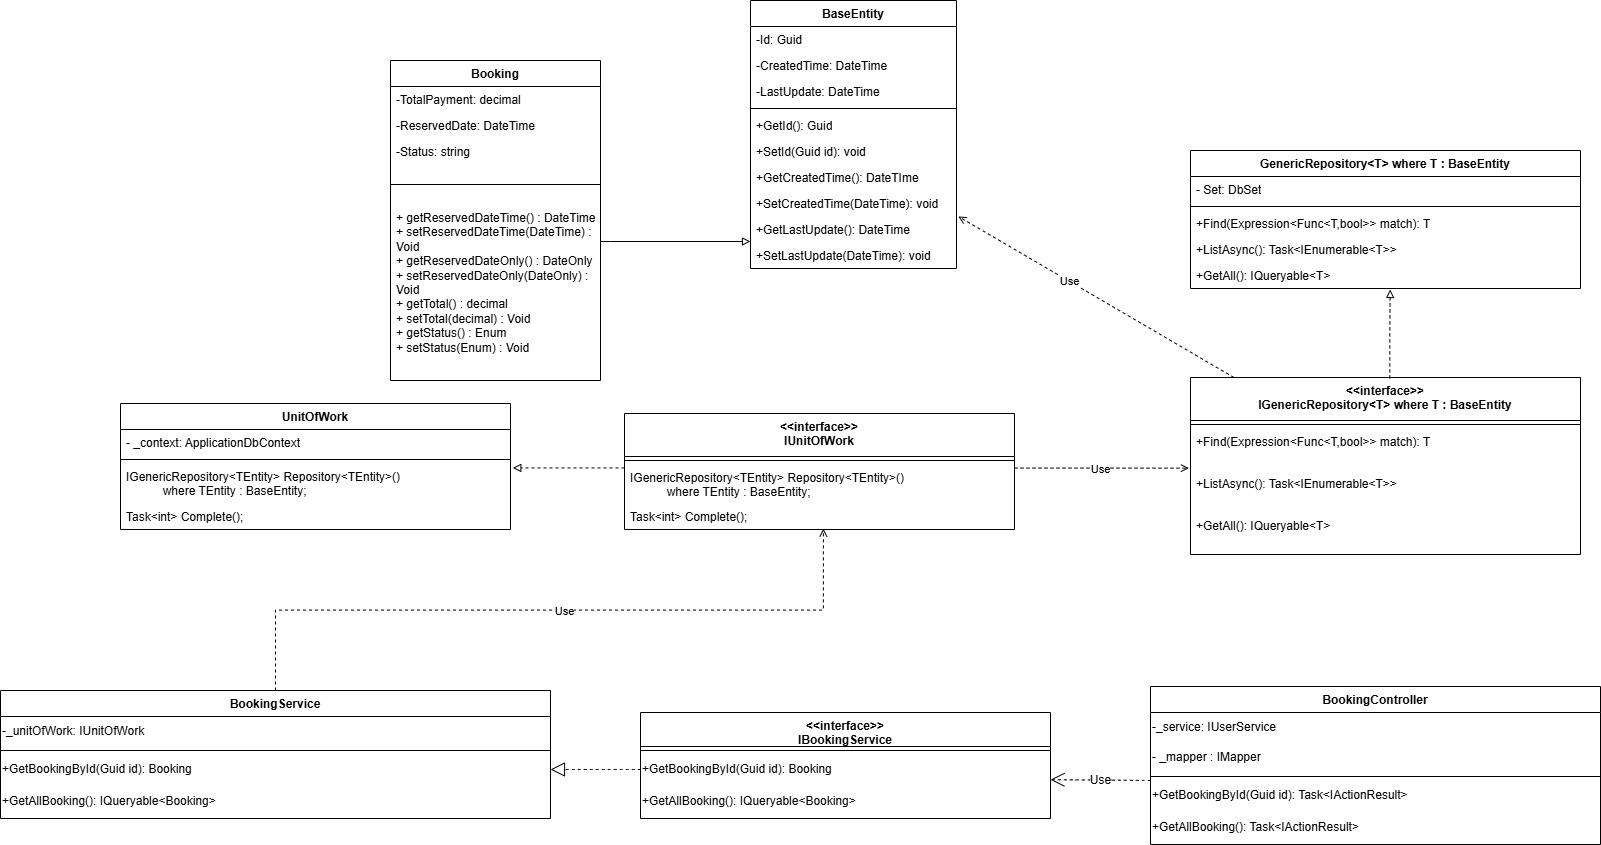 BaseEntity
-Id: Guid
-CreatedTime: DateTime
-LastUpdate: DateTime
+GetId(): Guid
+SetId(Guid id): void
+GetCreatedTime(): DateTIme
+SetCreatedTime(DateTime): void
+GetLastUpdate(): DateTime
+SetLastUpdate(DateTime): void
Booking
-TotalPayment: decimal
-ReservedDate: DateTime
-Status: string
+ getReservedDateTime() : DateTime
+ setReservedDateTime(DateTime) :
Void
+ getReservedDateOnly() : DateOnly
+ setReservedDateOnly(DateOnly) :
Void
+ getTotal() : decimal
+ setTotal(decimal) : Void
+ getStatus() : Enum
+ setStatus(Enum) : Void
GenericRepository<T> where T : BaseEntity
- Set: DbSet
+Find(Expression<Func<T,bool>> match): T
+ListAsync(): Task<IEnumerable<T>>
+GetAll(): IQueryable<T>
Use
UnitOfWork
- _context: ApplicationDbContext
IGenericRepository<TEntity> Repository<TEntity>()
where TEntity : BaseEntity;
Task<int> Complete();
<<interface>>
IUnitOfWork
IGenericRepository<TEntity> Repository<TEntity>()
where TEntity : BaseEntity;
Task<int> Complete();
Use
<<interface>>
IGenericRepository<T> where T : BaseEntity
+Find(Expression<Func<T,bool>> match): T
+ListAsync(): Task<IEnumerable<T>>
+GetAll(): IQueryable<T>
Use
BookingService
-_unitOfWork: IUnitOfWork
+GetBookingById(Guid id): Booking
+GetAllBooking(): IQueryable<Booking>
<<interface>>
IBookingService
+GetBookingById(Guid id): Booking
+GetAllBooking(): IQueryable<Booking>
Use
BookingController
-_service: IUserService
- _mapper : IMapper
+GetBookingById(Guid id): Task<IActionResult>
+GetAllBooking(): Task<IActionResult>